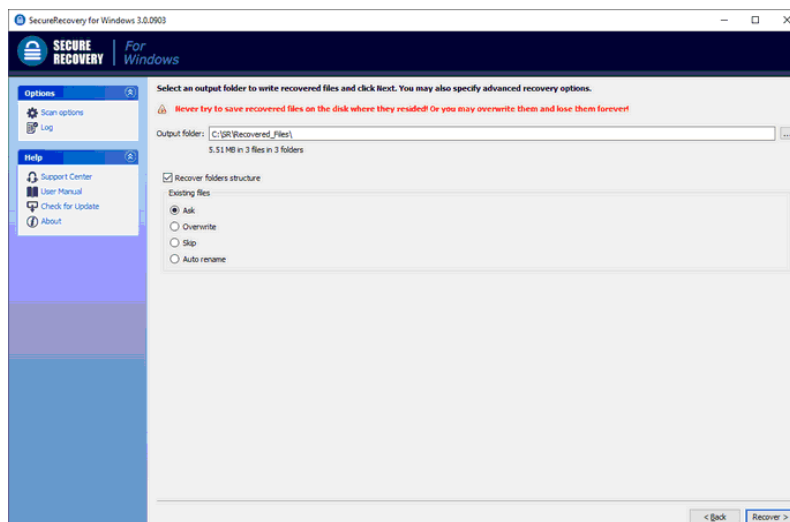 SecureRecovery for Windows 3.0.0903
SECURE
RECOVERY
For
Windows
Options
Scan options
Log
Help
Support Center
User Manual
Check for Update
About
Select an output folder to write recovered files and click Next. You may also specify advanced recovery options.
Never try to save recovered files on the disk where they resided! Or you may overwrite them and lose them forever!
Output folder: C:\SR\Recovered_Files\ ...
5.51 MB in 3 files in 3 folders
Recover folders structure
Existing files
Ask
Overwrite
Skip
Auto rename
< Back Recover >